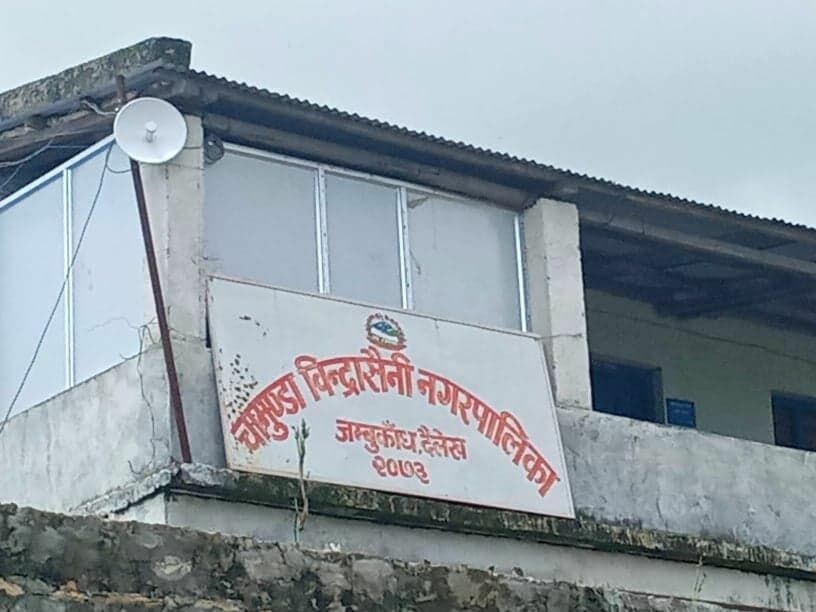 चामुण्डा विन्द्रासैनी नगरपालिका
जम्बुकाँध, दैलेख
२०७३